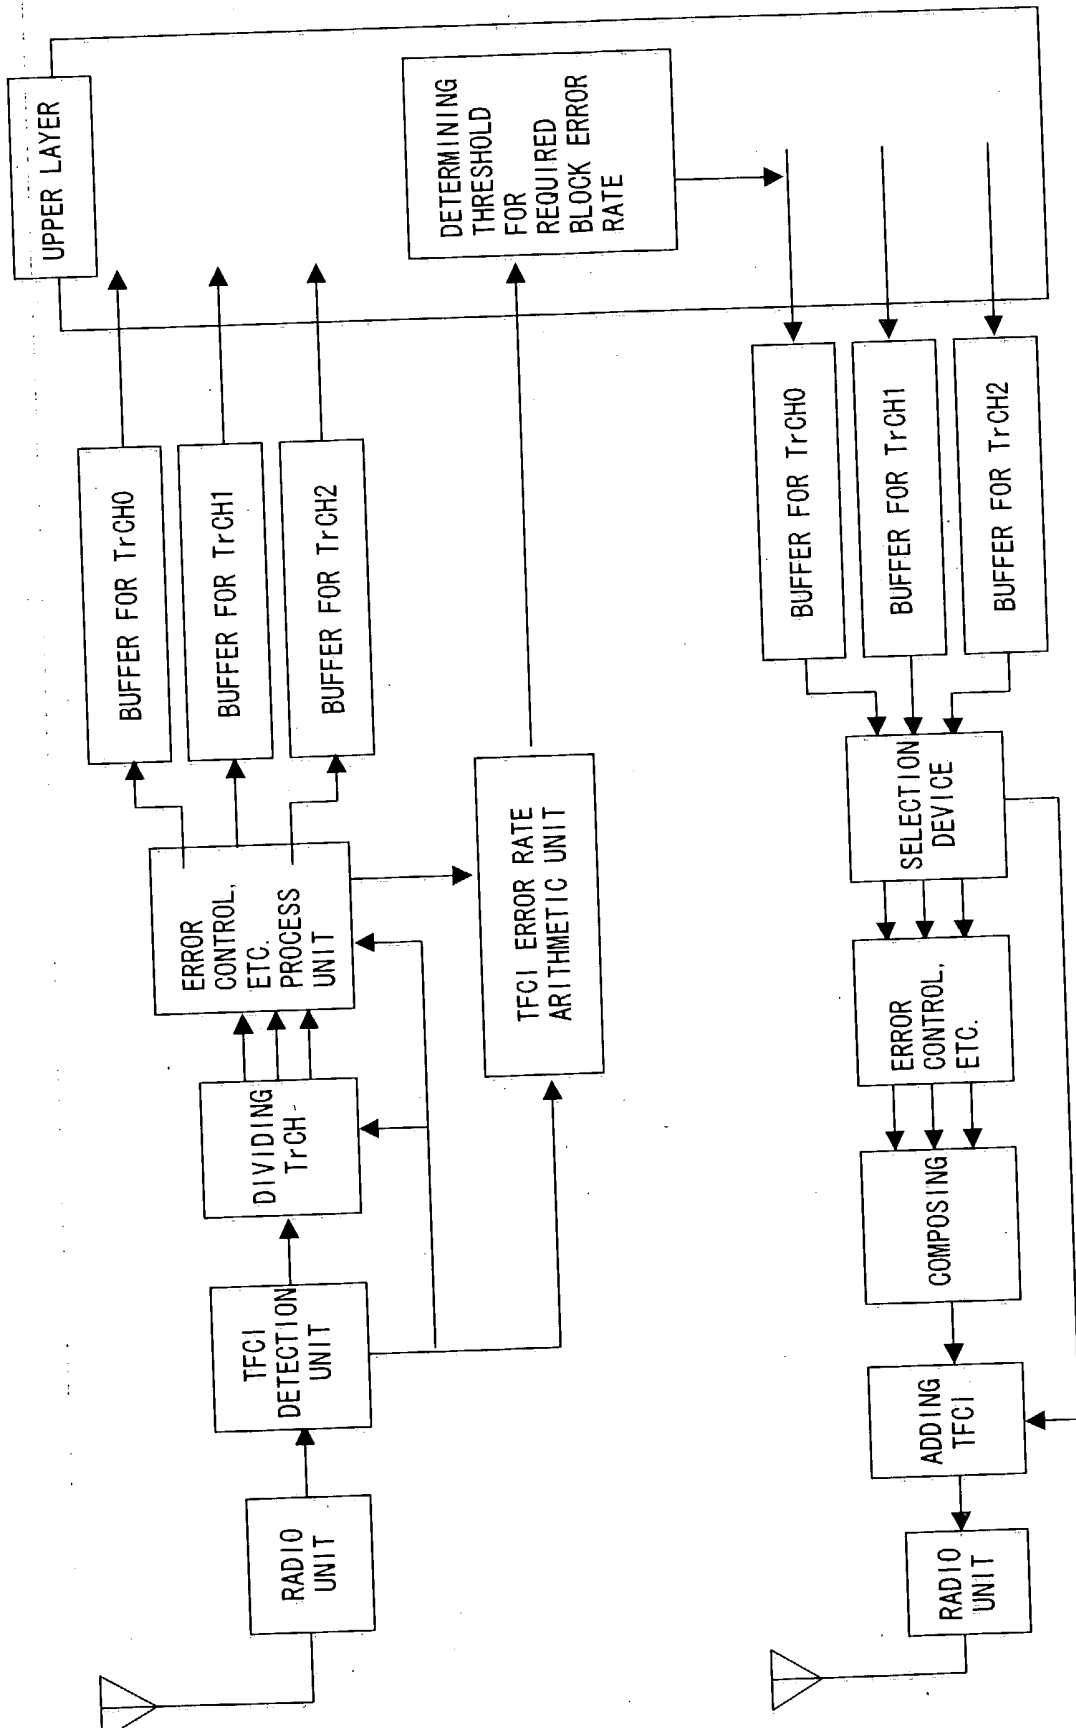 UPPER LAYER
RADIO
UNIT
TFCI
DETECTION
UNIT
DIVIDING
TrCH
ERROR
CONTROL,
ETC.
PROCESS
UNIT
BUFFER FOR TrCH0
BUFFER FOR TrCH1
BUFFER FOR TrCH2
TFCI ERROR RATE
ARITHMETIC UNIT
DETERMINING
THRESHOLD
FOR
REQUIRED
BLOCK ERROR
RATE
BUFFER FOR TrCH0
BUFFER FOR TrCH1
BUFFER FOR TrCH2
SELECTION
DEVICE
ERROR
CONTROL,
ETC.
COMPOSING
ADDING
TFCI
RADIO
UNIT